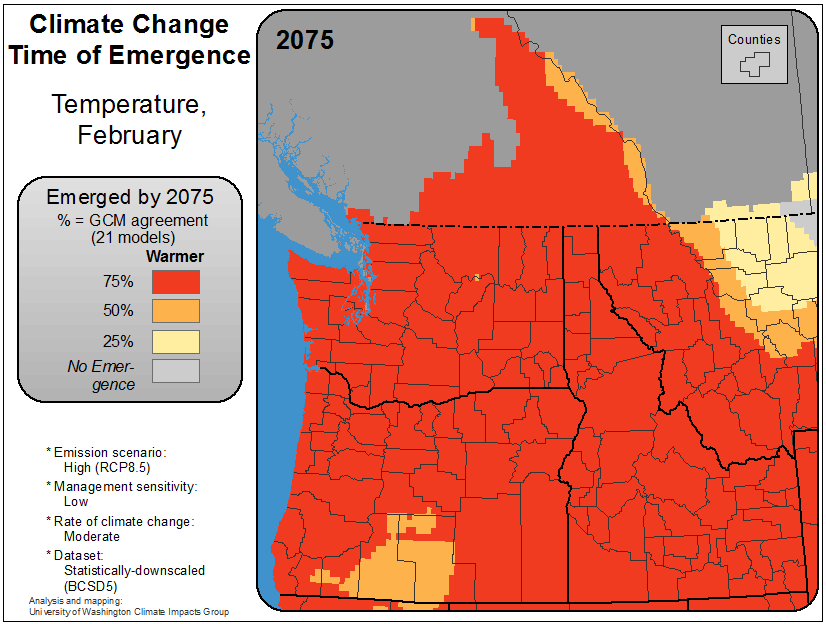 Climate Change
Time of Emergence
Temperature,
February
Emerged by 2075
% = GCM agreement
(21 models)
Warmer
75%
50%
25%
No Emer-
gence
* Emission scenario:
High (RCP8.5)
* Management sensitivity:
Low
* Rate of climate change:
Moderate
* Dataset:
Statistically-downscaled
(BCSD5)
Analysis and mapping:
University of Washington Climate Impacts Group
2075
Counties